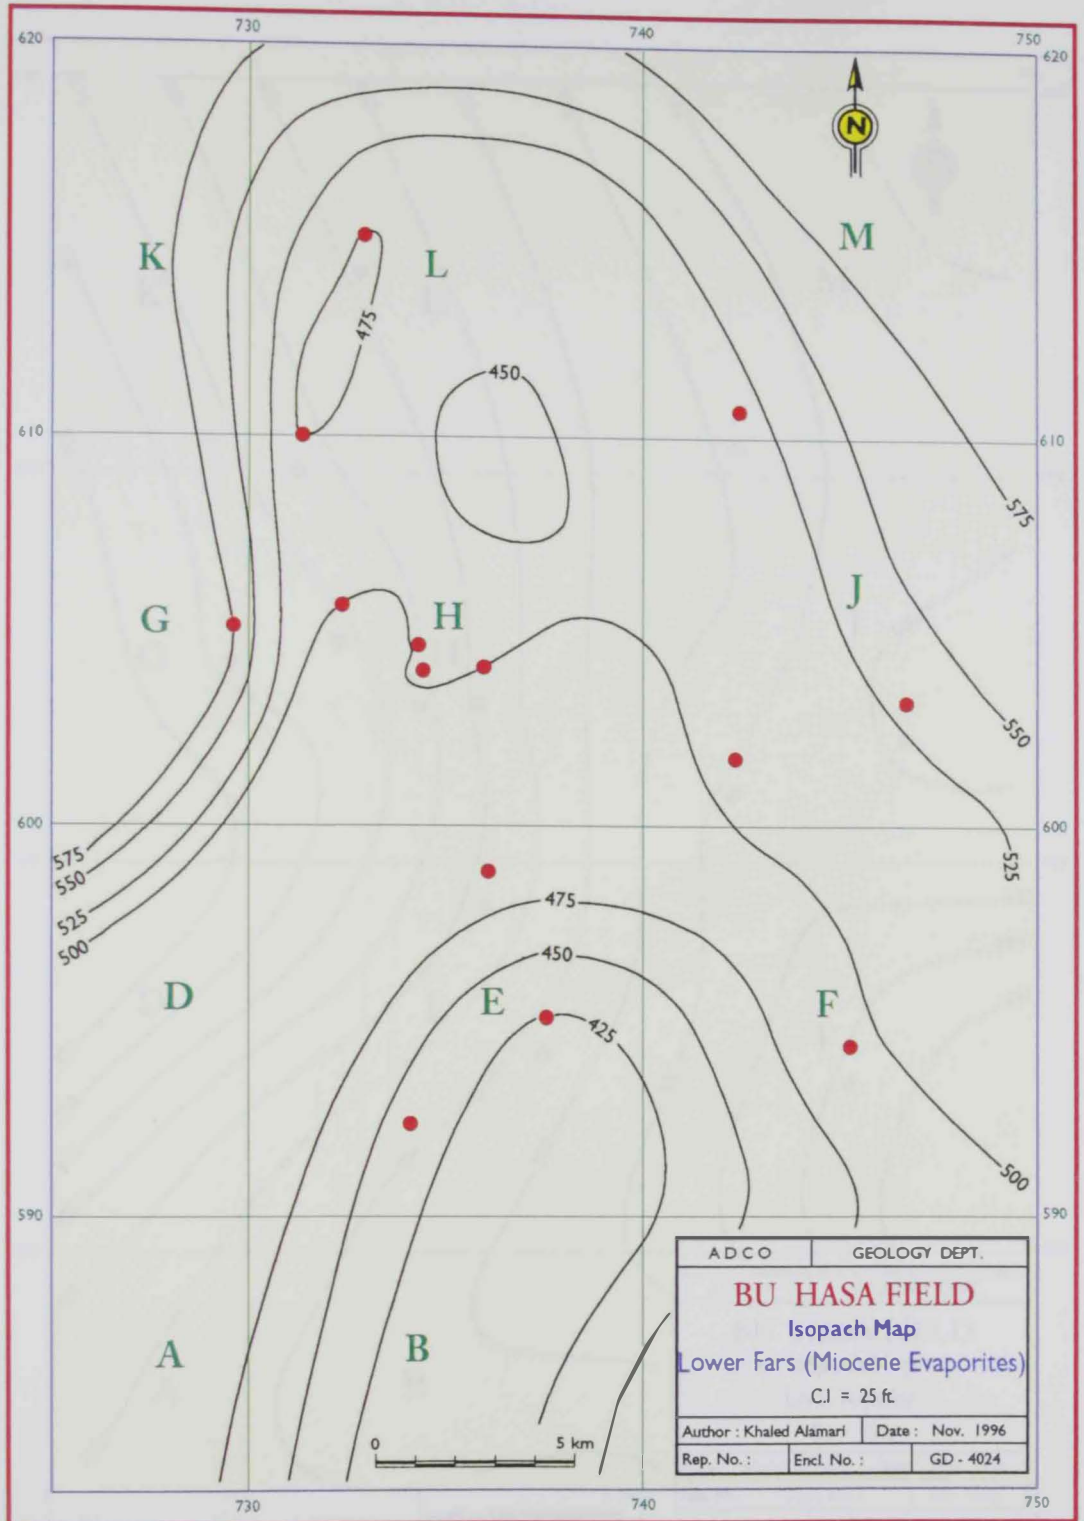 730
740
750
620
620
N
K
L
M
475
450
610
610
575
G
H
J
550
600
600
575
550
525
500
525
475
450
D
E
425
F
500
590
590
A
B
0 5 km
ADCO GEOLOGY DEPT.
BU HASA FIELD
Isopach Map
Lower Fars (Miocene Evaporites)
C.I = 25 ft.
Author : Khaled Alamari Date : Nov. 1996
Rep. No. : Encl. No. : GD - 4024
730
740
750